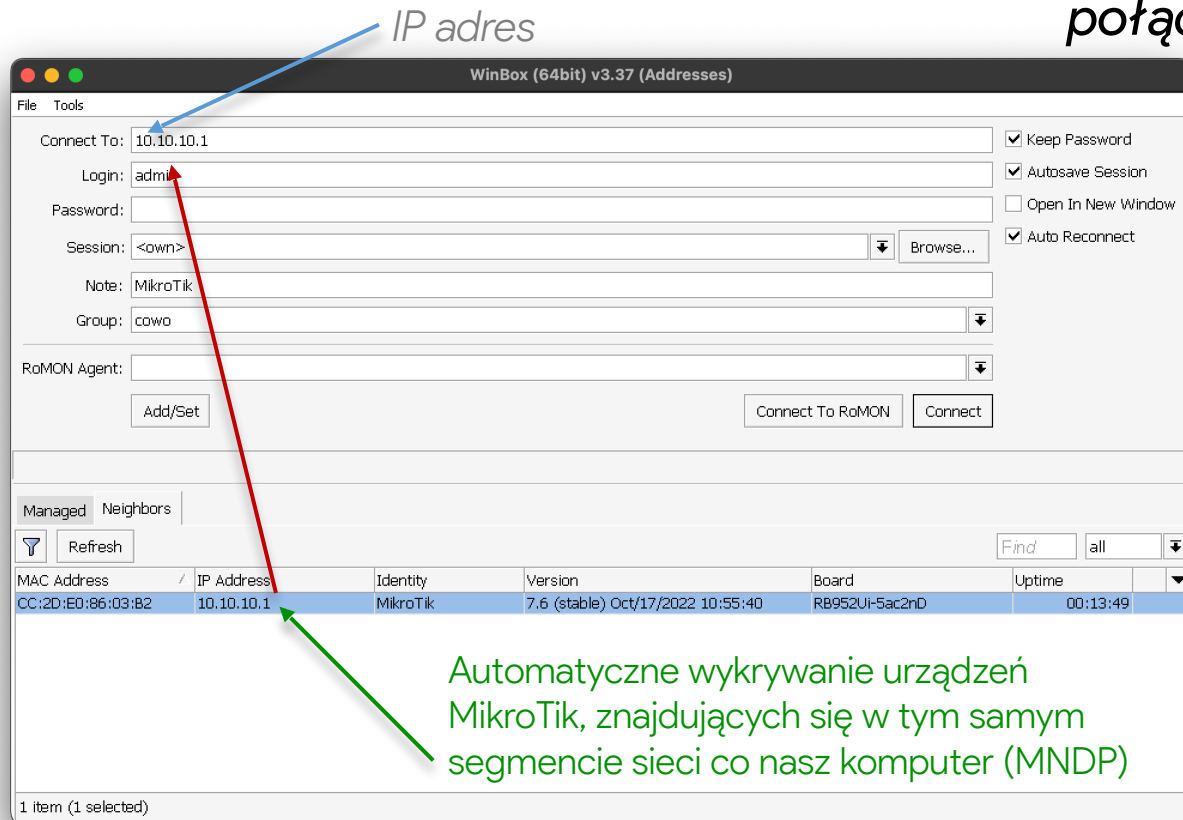 IP adres
połąc
WinBox (64bit) v3.37 (Addresses)
File Tools
Connect To: 10.10.10.1
Keep Password
Login: admin
Autosave Session
Password:
Open In New Window
Session: <own>
Browse...
Auto Reconnect
Note: MikroTik
Group: cowo
RoMON Agent:
Add/Set
Connect To RoMON
Connect
Managed Neighbors
Refresh
Find
all
MAC Address / IP Address Identity Version Board Uptime
CC:2D:E0:86:03:B2 10.10.10.1 MikroTik 7.6 (stable) Oct/17/2022 10:55:40 RB952Ui-5ac2nD 00:13:49
Automatyczne wykrywanie urządzeń
MikroTik, znajdujących się w tym samym
segmencie sieci co nasz komputer (MNDP)
1 item (1 selected)